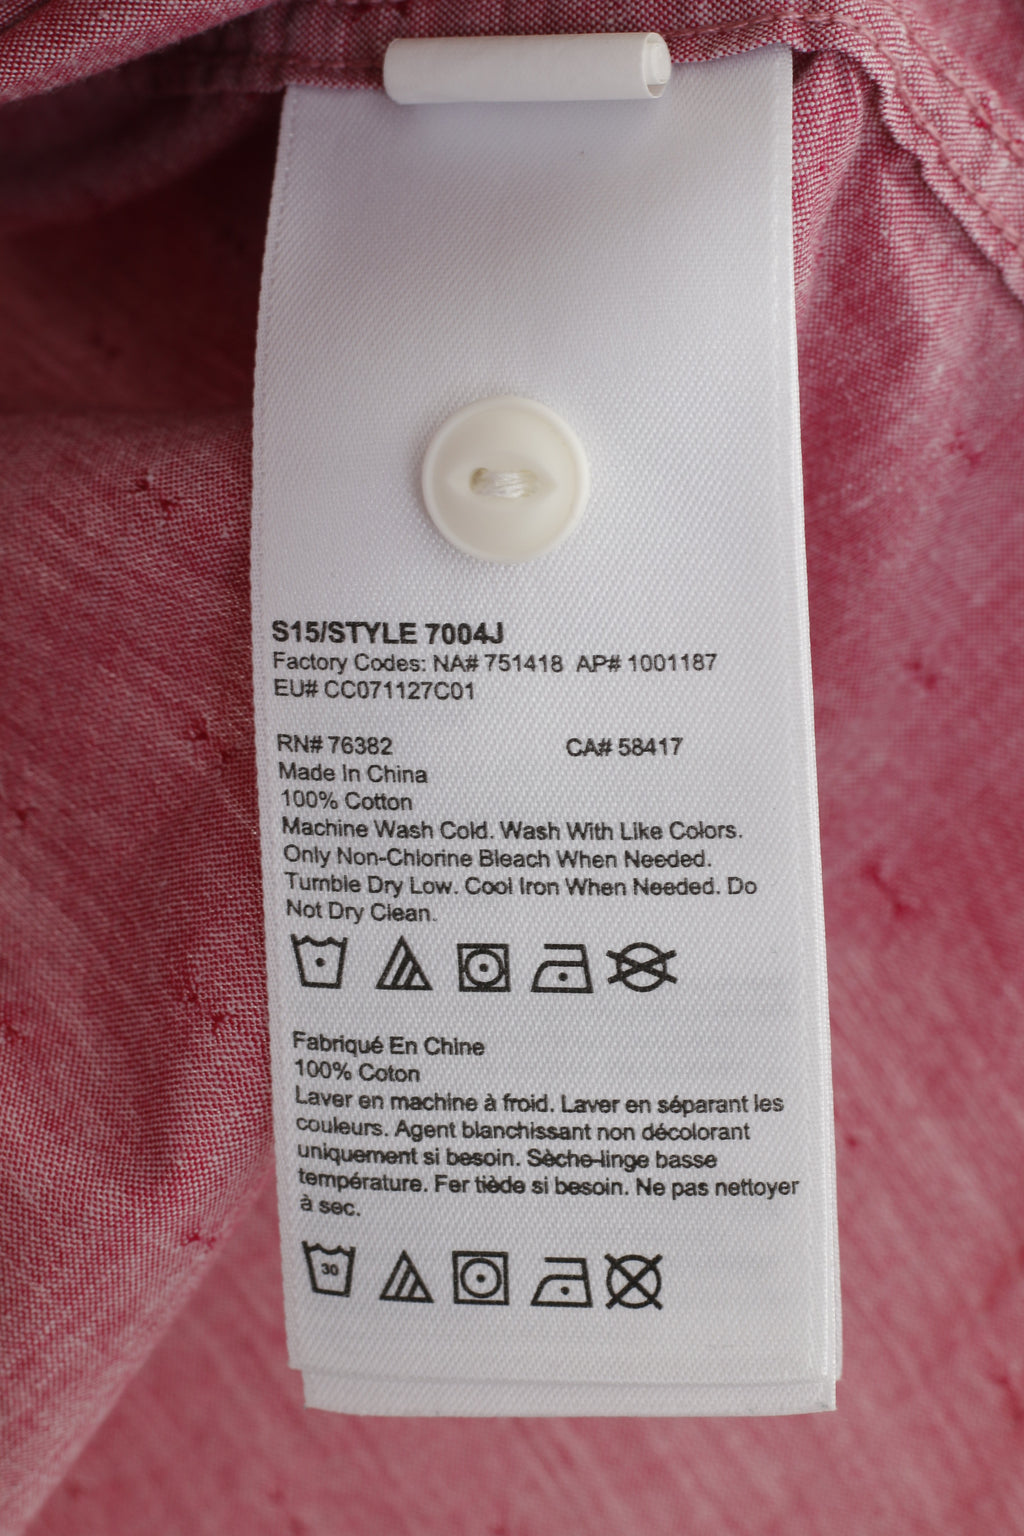 S15/STYLE 7004J
Factory Codes: NA# 751418 AP# 1001187
EU# CC071127C01
RN# 76382 CA# 58417
Made In China
100% Cotton
Machine Wash Cold. Wash With Like Colors.
Only Non-Chlorine Bleach When Needed.
Tumble Dry Low. Cool Iron When Needed. Do
Not Dry Clean.
Fabriqué En Chine
100% Coton
Laver en machine à froid. Laver en séparant les
couleurs. Agent blanchissant non décolorant
uniquement si besoin. Sèche-linge basse
température. Fer tiède si besoin. Ne pas nettoyer
à sec.
30